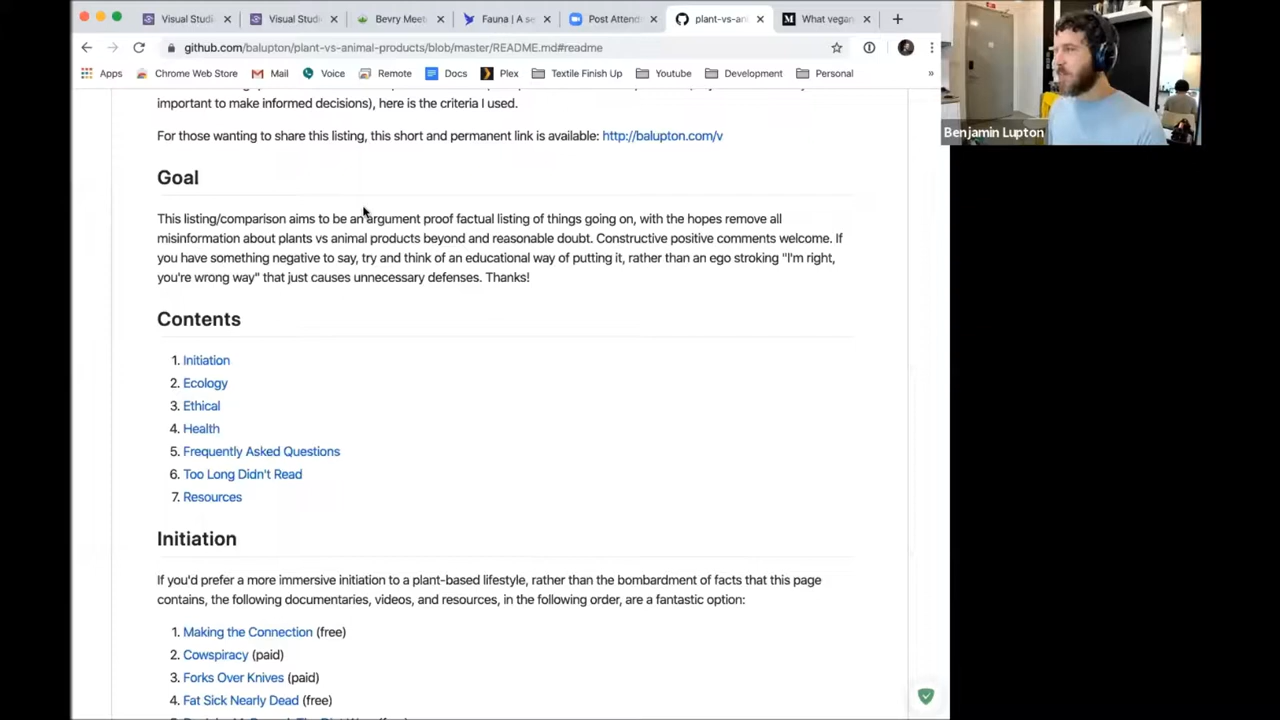 Visual Studi
Visual Studi
Bevry Meet
Fauna | A se
Post Attend
plant-vs-ani
What vegan
github.com/balupton/plant-vs-animal-products/blob/master/README.md#readme
Apps
Chrome Web Store
Mail
Voice
Remote
Docs
Plex
Textile Finish Up
Youtube
Development
Personal
»
important to make informed decisions), here is the criteria I used.
For those wanting to share this listing, this short and permanent link is available: http://balupton.com/v
Goal
This listing/comparison aims to be an argument proof factual listing of things going on, with the hopes remove all
misinformation about plants vs animal products beyond and reasonable doubt. Constructive positive comments welcome. If
you have something negative to say, try and think of an educational way of putting it, rather than an ego stroking "I'm right,
you're wrong way" that just causes unnecessary defenses. Thanks!
Contents
1. Initiation
2. Ecology
3. Ethical
4. Health
5. Frequently Asked Questions
6. Too Long Didn't Read
7. Resources
Initiation
If you'd prefer a more immersive initiation to a plant-based lifestyle, rather than the bombardment of facts that this page
contains, the following documentaries, videos, and resources, in the following order, are a fantastic option:
1. Making the Connection (free)
2. Cowspiracy (paid)
3. Forks Over Knives (paid)
4. Fat Sick Nearly Dead (free)
Benjamin Lupton